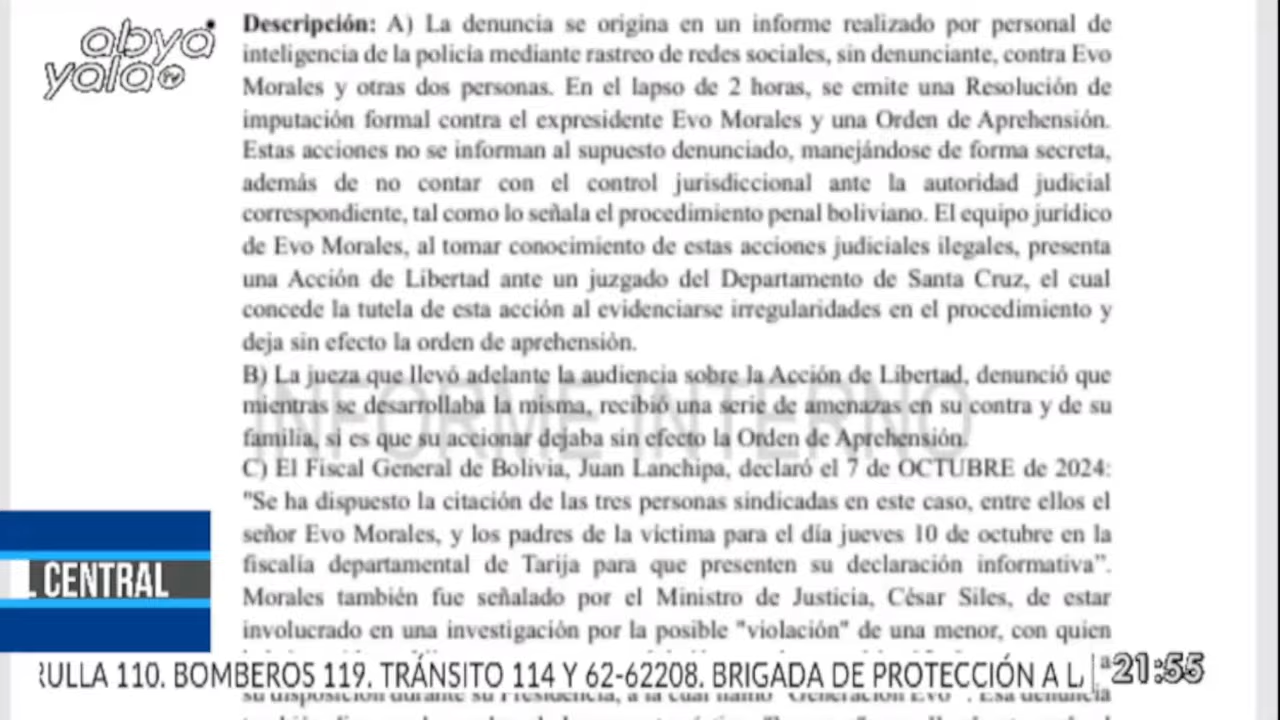 abya yala tv
Descripción: A) La denuncia se origina en un informe realizado por personal de
inteligencia de la policía mediante rastreo de redes sociales, sin denunciante, contra Evo
Morales y otras dos personas. En el lapso de 2 horas, se emite una Resolución de
imputación formal contra el expresidente Evo Morales y una Orden de Aprehensión.
Estas acciones no se informan al supuesto denunciado, manejándose de forma secreta,
además de no contar con el control jurisdiccional ante la autoridad judicial
correspondiente, tal como lo señala el procedimiento penal boliviano. El equipo jurídico
de Evo Morales, al tomar conocimiento de estas acciones judiciales ilegales, presenta
una Acción de Libertad ante un juzgado del Departamento de Santa Cruz, el cual
concede la tutela de esta acción al evidenciarse irregularidades en el procedimiento y
deja sin efecto la orden de aprehensión.
B) La jueza que llevó adelante la audiencia sobre la Acción de Libertad, denunció que
mientras se desarrollaba la misma, recibió una serie de amenazas en su contra y de su
familia, si es que su accionar dejaba sin efecto la Orden de Aprehensión.
INFORME INTERNO
C) El Fiscal General de Bolivia, Juan Lanchipa, declaró el 7 de OCTUBRE de 2024:
"Se ha dispuesto la citación de las tres personas sindicadas en este caso, entre ellos el
señor Evo Morales, y los padres de la víctima para el día jueves 10 de octubre en la
fiscalía departamental de Tarija para que presenten su declaración informativa”.
Morales también fue señalado por el Ministro de Justicia, César Siles, de estar
involucrado en una investigación por la posible "violación" de una menor, con quien
su disposición durante su Presidencia, a la cual llamó "Generación Evo". Esa denuncia
L CENTRAL
RULLA 110. BOMBEROS 119. TRÁNSITO 114 Y 62-62208. BRIGADA DE PROTECCIÓN A LA
21:55